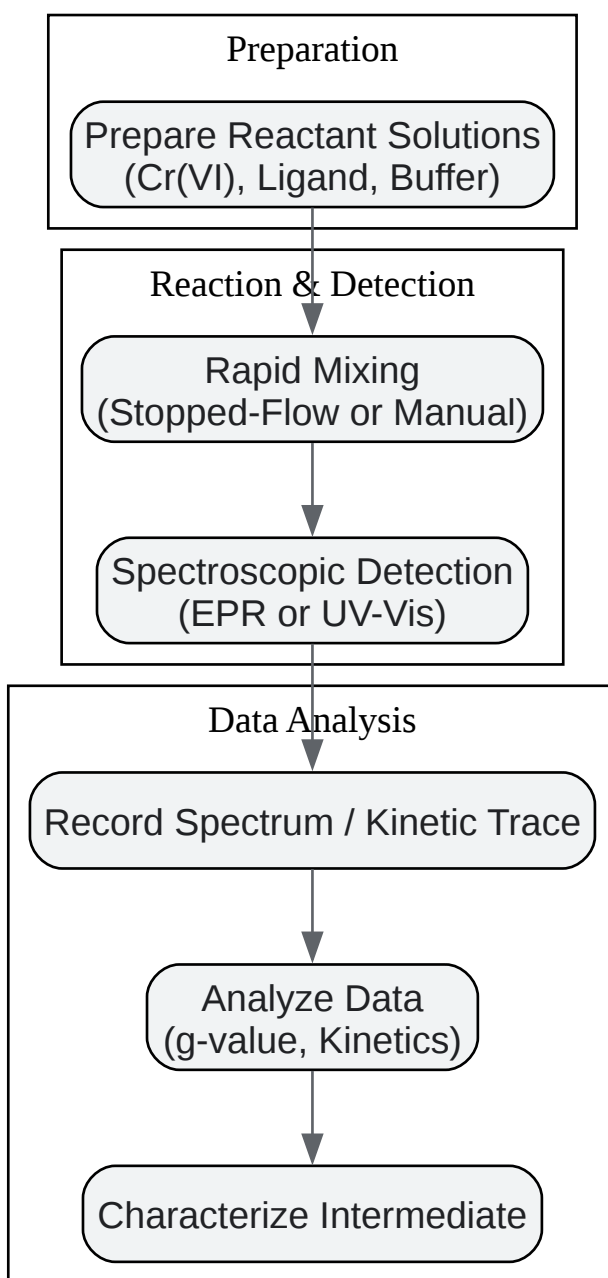 Preparation
Prepare Reactant Solutions
(Cr(VI), Ligand, Buffer)
Reaction & Detection
Rapid Mixing
(Stopped-Flow or Manual)
Spectroscopic Detection
(EPR or UV-Vis)
Data Analysis
Record Spectrum / Kinetic Trace
Analyze Data
(g-value, Kinetics)
Characterize Intermediate